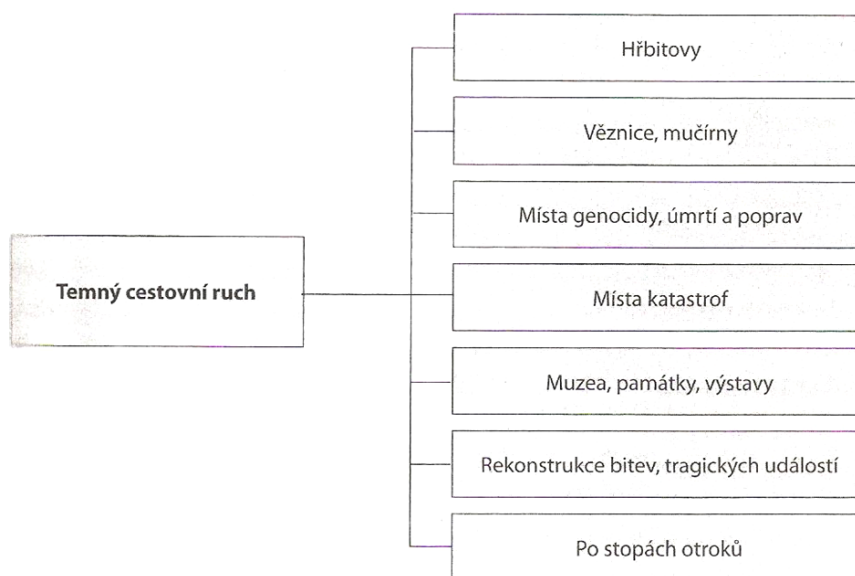 Hřbitovy
Věznice, mučírny
Místa genocidy, úmrtí a poprav
Temný cestovní ruch
Místa katastrof
Muzea, památky, výstavy
Rekonstrukce bitev, tragických událostí
Po stopách otroků